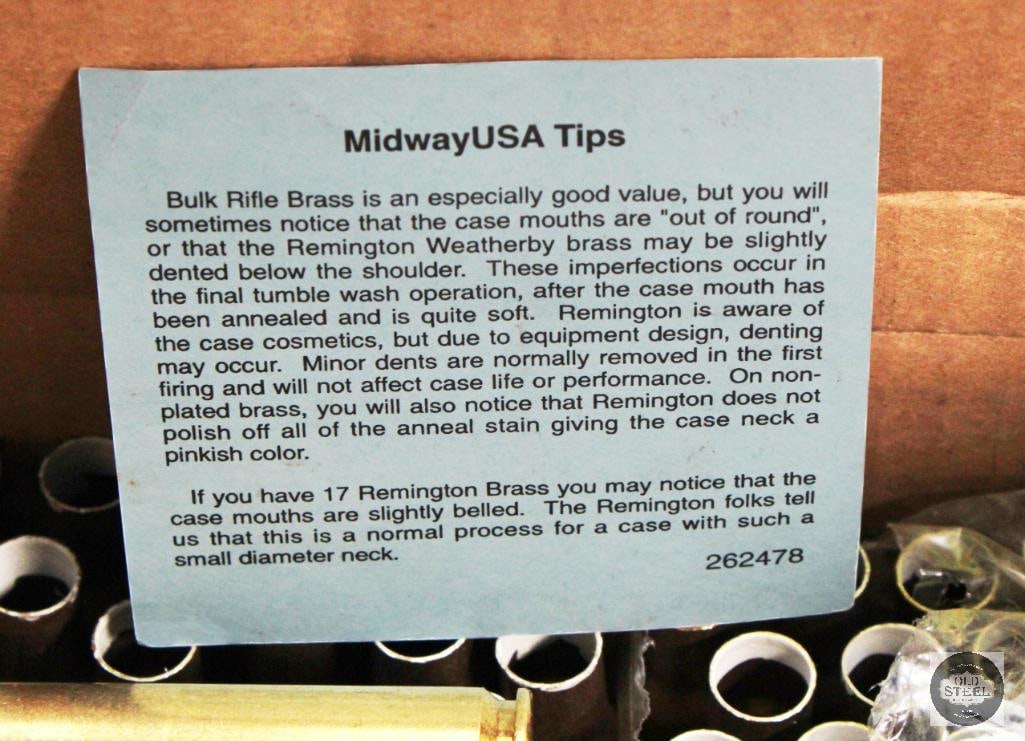 MidwayUSA Tips
Bulk Rifle Brass is an especially good value, but you will
sometimes notice that the case mouths are "out of round",
or that the Remington Weatherby brass may be slightly
dented below the shoulder. These imperfections occur in
the final tumble wash operation, after the case mouth has
been annealed and is quite soft. Remington is aware of
the case cosmetics, but due to equipment design, denting
may occur. Minor dents are normally removed in the first
firing and will not affect case life or performance. On non-
plated brass, you will also notice that Remington does not
polish off all of the anneal stain giving the case neck a
pinkish color.
If you have 17 Remington Brass you may notice that the
case mouths are slightly belled. The Remington folks tell
us that this is a normal process for a case with such a
small diameter neck.
262478
OLD
STEEL